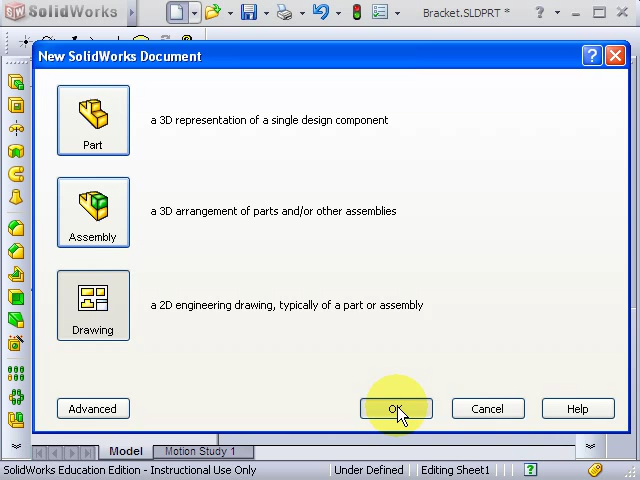 SW SolidWorks Bracket.SLDPRT * ?
New SolidWorks Document ?
Part a 3D representation of a single design component
Assembly a 3D arrangement of parts and/or other assemblies
Drawing a 2D engineering drawing, typically of a part or assembly
Advanced OK Cancel Help
Model Motion Study 1
SolidWorks Education Edition - Instructional Use Only Under Defined Editing Sheet1 ?